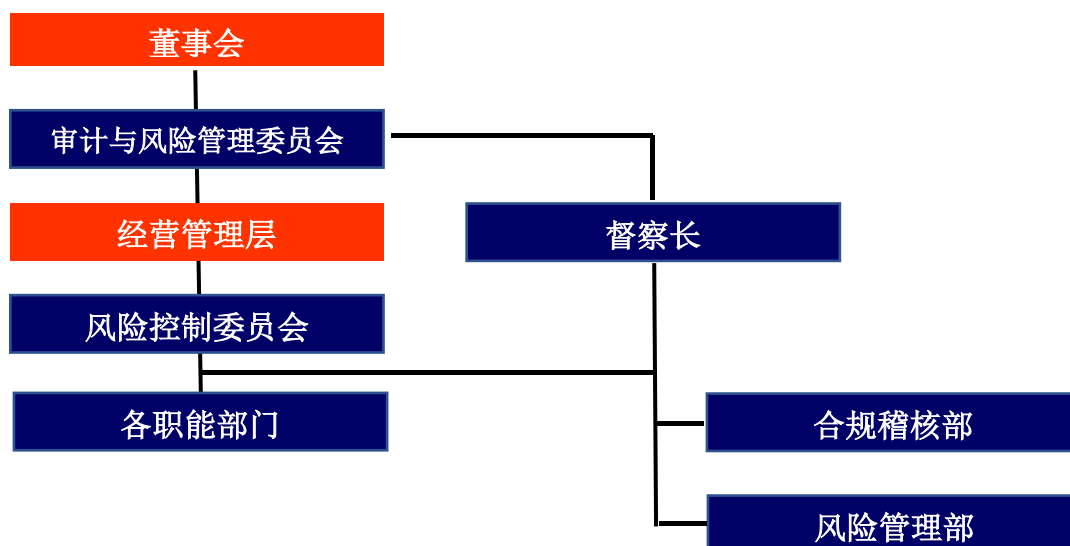 董事会
审计与风险管理委员会
经营管理层
督察长
风险控制委员会
各职能部门
合规稽核部
风险管理部